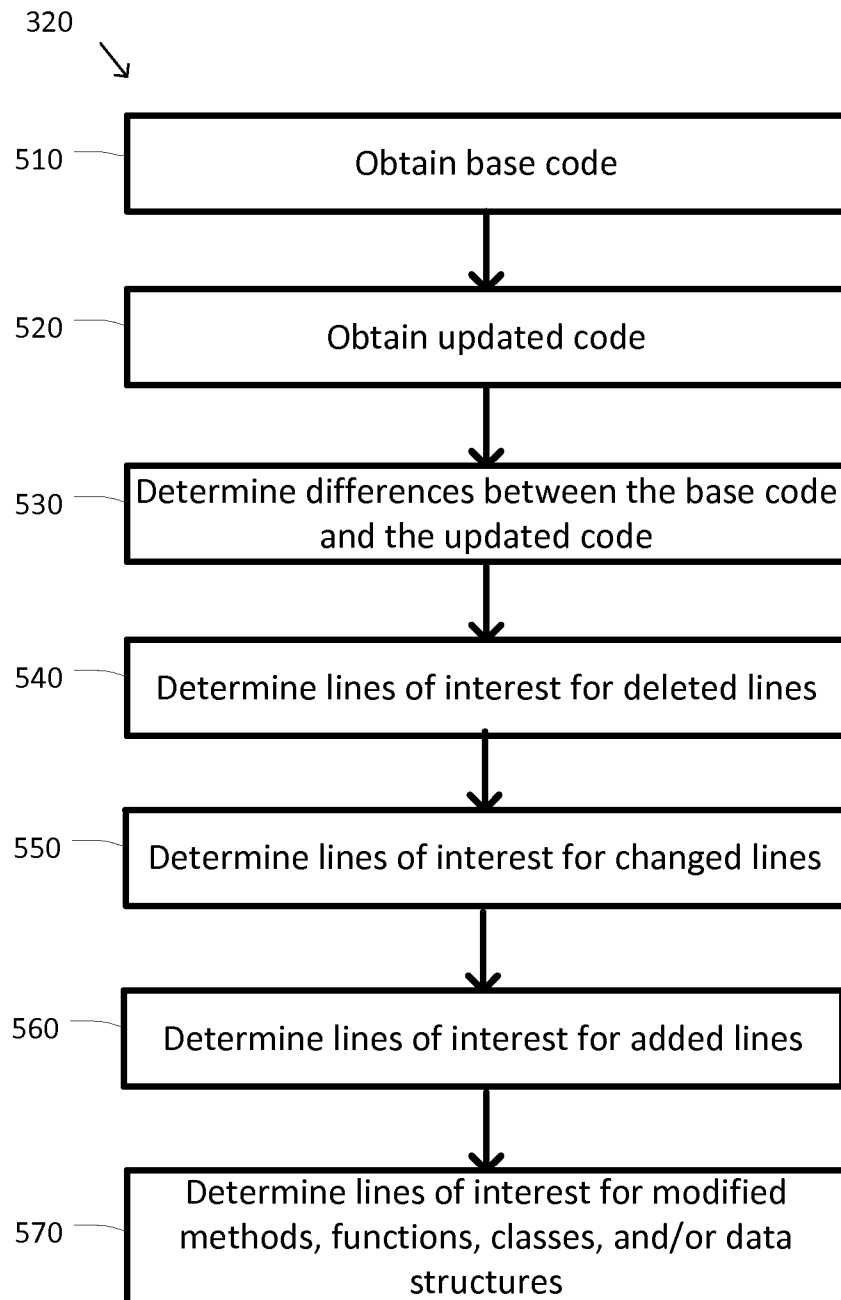 320
510
Obtain base code
520
Obtain updated code
530
Determine differences between the base code
and the updated code
540
Determine lines of interest for deleted lines
550
Determine lines of interest for changed lines
560
Determine lines of interest for added lines
570
Determine lines of interest for modified
methods, functions, classes, and/or data
structures